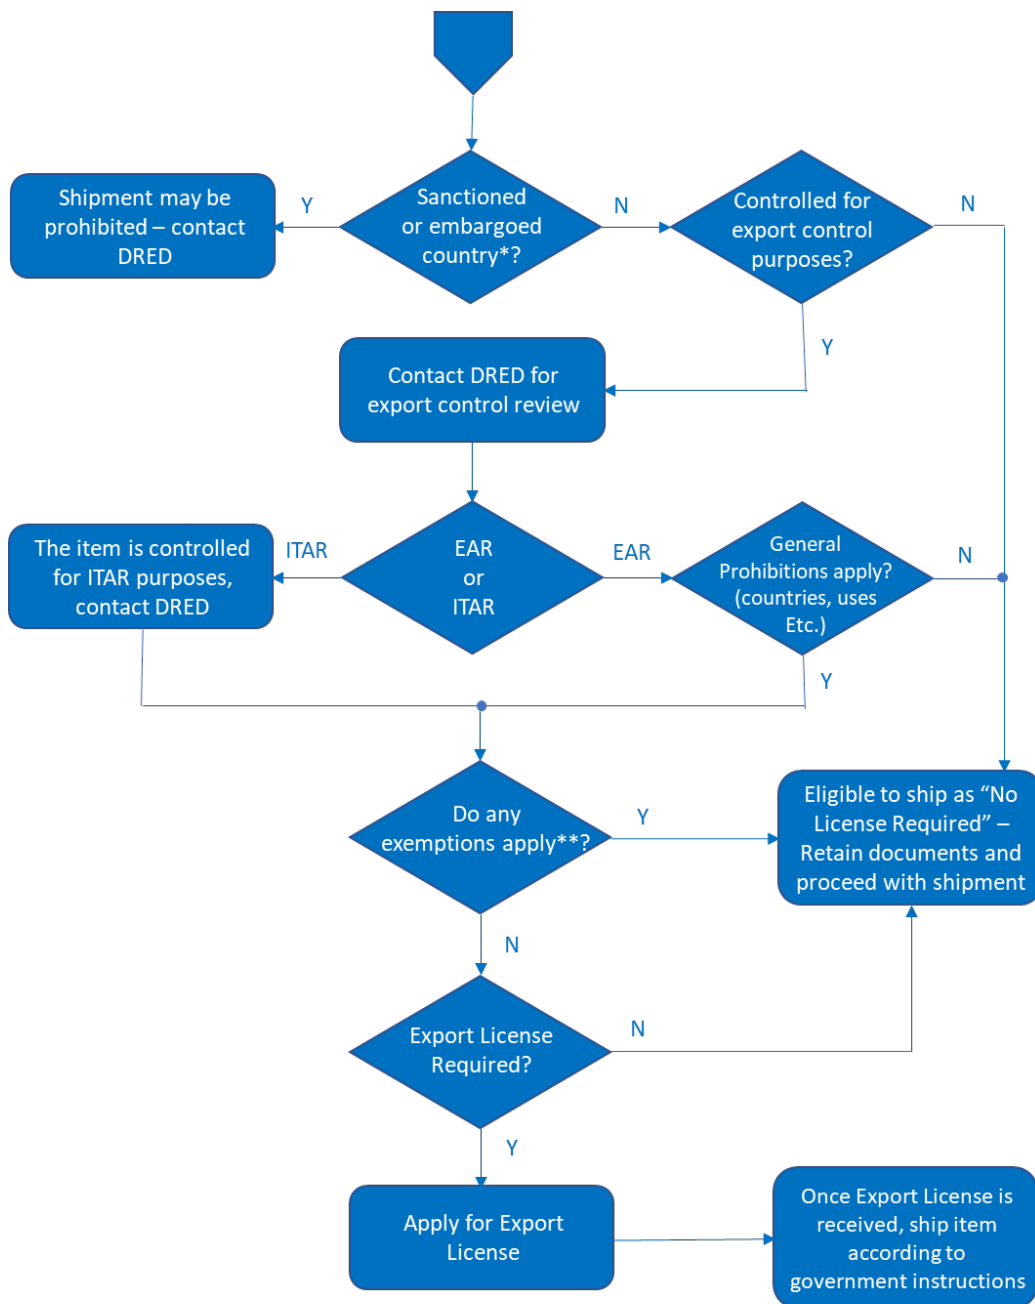 Shipment may be
prohibited – contact
DRED
Y
Sanctioned
or embargoed
country*?
N
Controlled for
export control
purposes?
N
Y
Contact DRED for
export control review
The item is controlled
for ITAR purposes,
contact DRED
ITAR
EAR
or
ITAR
EAR
General
Prohibitions apply?
(countries, uses
Etc.)
N
Y
Do any
exemptions apply**?
Y
Eligible to ship as “No
License Required” –
Retain documents and
proceed with shipment
N
Export License
Required?
N
Y
Apply for Export
License
Once Export License is
received, ship item
according to
government instructions